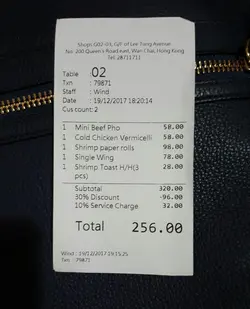 Shops G02-03, G/F of Lee Tung Avenue
No. 200 Queen's Road east, Wan Chai, Hong Kong
Tel: 28711711
Table : 02
Txn : 79871
Staff : Wind
Date : 19/12/2017 18:20:14
Cus count: 2
1 Mini Beef Pho 58.00
1 Cold Chicken Vermicelli 58.00
1 Shrimp paper rolls 98.00
1 Single Wing 78.00
1 Shrimp Toast H/H(3 pcs) 28.00
Subtotal 320.00
30% Discount -96.00
10% Service Charge 32.00
Total 256.00
Wind : 19/12/2017 19:15:25
Txn : 79871